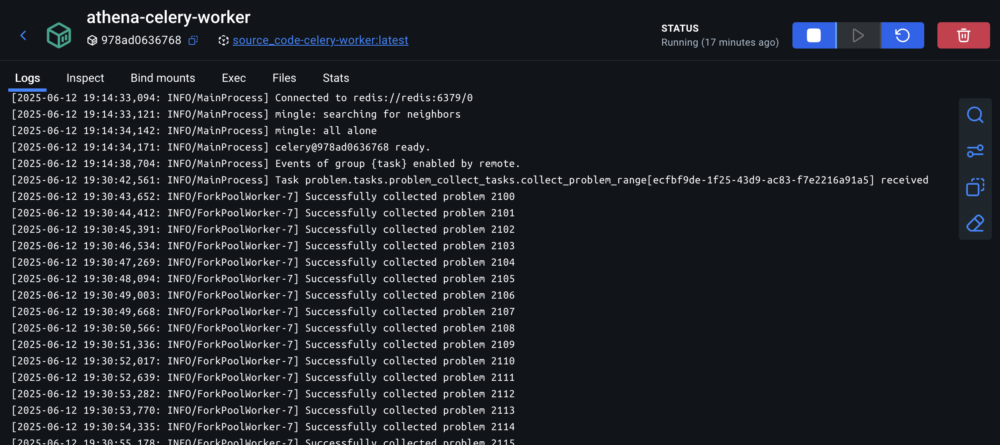 athena-celery-worker
978ad0636768
source_code-celery-worker:latest
STATUS
Running (17 minutes ago)
Logs Inspect Bind mounts Exec Files Stats
[2025-06-12 19:14:33,094: INFO/MainProcess] Connected to redis://redis:6379/0
[2025-06-12 19:14:33,121: INFO/MainProcess] mingle: searching for neighbors
[2025-06-12 19:14:34,142: INFO/MainProcess] mingle: all alone
[2025-06-12 19:14:34,171: INFO/MainProcess] celery@978ad0636768 ready.
[2025-06-12 19:14:38,704: INFO/MainProcess] Events of group {task} enabled by remote.
[2025-06-12 19:30:42,561: INFO/MainProcess] Task problem.tasks.problem_collect_tasks.collect_problem_range[ecfbf9de-1f25-43d9-ac83-f7e2216a91a5] received
[2025-06-12 19:30:43,652: INFO/ForkPoolWorker-7] Successfully collected problem 2100
[2025-06-12 19:30:44,412: INFO/ForkPoolWorker-7] Successfully collected problem 2101
[2025-06-12 19:30:45,391: INFO/ForkPoolWorker-7] Successfully collected problem 2102
[2025-06-12 19:30:46,534: INFO/ForkPoolWorker-7] Successfully collected problem 2103
[2025-06-12 19:30:47,269: INFO/ForkPoolWorker-7] Successfully collected problem 2104
[2025-06-12 19:30:48,094: INFO/ForkPoolWorker-7] Successfully collected problem 2105
[2025-06-12 19:30:49,003: INFO/ForkPoolWorker-7] Successfully collected problem 2106
[2025-06-12 19:30:49,668: INFO/ForkPoolWorker-7] Successfully collected problem 2107
[2025-06-12 19:30:50,566: INFO/ForkPoolWorker-7] Successfully collected problem 2108
[2025-06-12 19:30:51,336: INFO/ForkPoolWorker-7] Successfully collected problem 2109
[2025-06-12 19:30:52,017: INFO/ForkPoolWorker-7] Successfully collected problem 2110
[2025-06-12 19:30:52,639: INFO/ForkPoolWorker-7] Successfully collected problem 2111
[2025-06-12 19:30:53,282: INFO/ForkPoolWorker-7] Successfully collected problem 2112
[2025-06-12 19:30:53,770: INFO/ForkPoolWorker-7] Successfully collected problem 2113
[2025-06-12 19:30:54,335: INFO/ForkPoolWorker-7] Successfully collected problem 2114
[2025-06-12 19:30:55,178: INFO/ForkPoolWorker-7] Successfully collected problem 2115